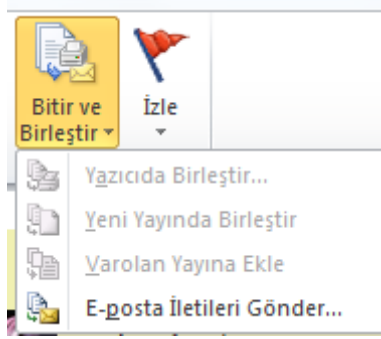 Bitir ve
Birleştir
İzle
Yazıcıda Birleştir...
Yeni Yayında Birleştir
Varolan Yayına Ekle
E-posta İletileri Gönder...